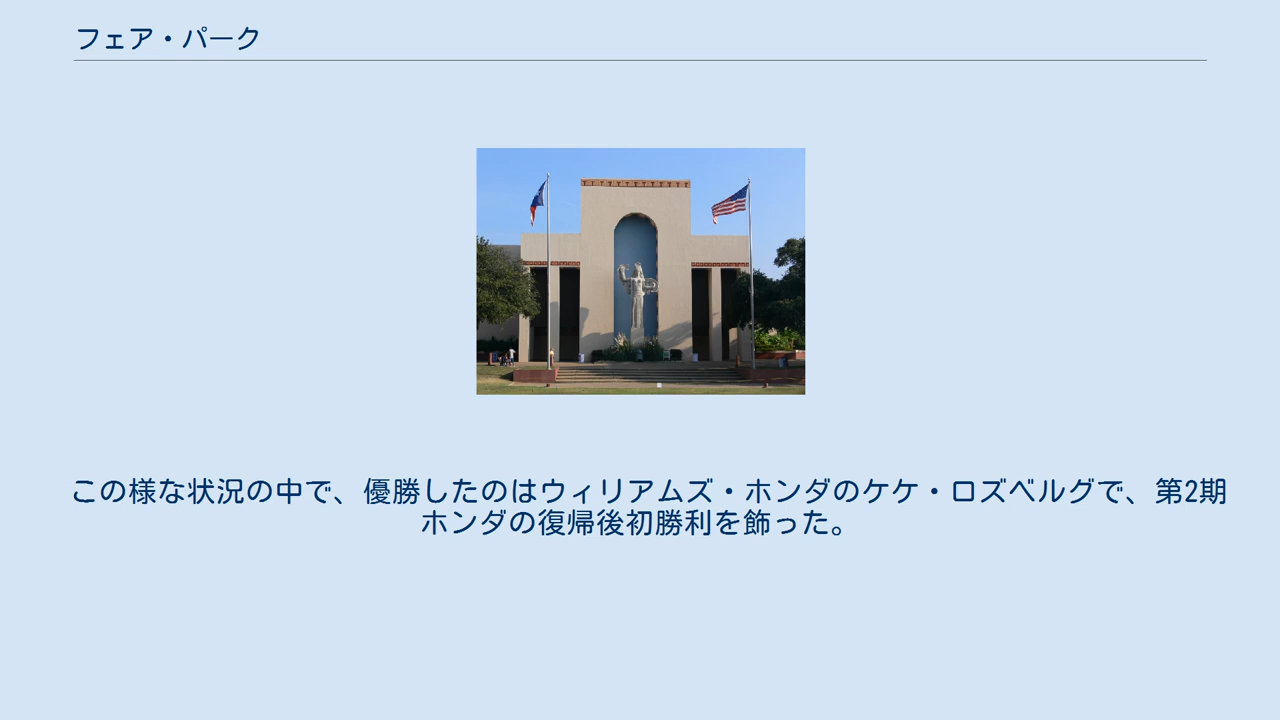 フェア・パーク
この様な状況の中で、優勝したのはウィリアムズ・ホンダのケケ・ロズベルグで、第2期
ホンダの復帰後初勝利を飾った。